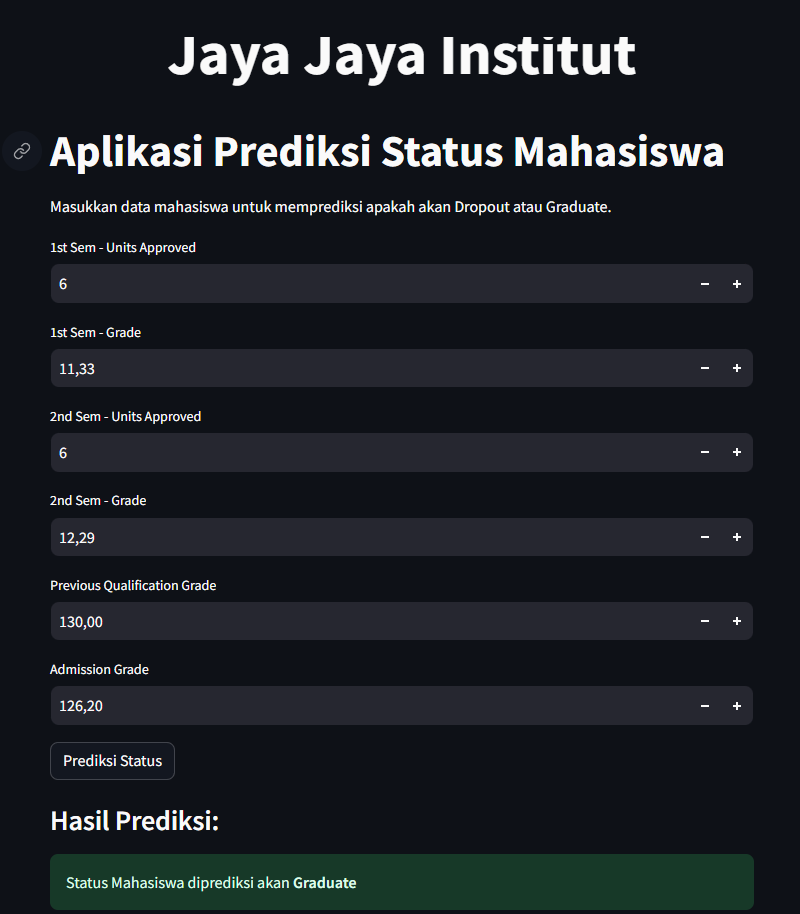 Jaya Jaya Institut
Aplikasi Prediksi Status Mahasiswa
Masukkan data mahasiswa untuk memprediksi apakah akan Dropout atau Graduate.
1st Sem - Units Approved
6
1st Sem - Grade
11,33
2nd Sem - Units Approved
6
2nd Sem - Grade
12,29
Previous Qualification Grade
130,00
Admission Grade
126,20
Prediksi Status
Hasil Prediksi:
Status Mahasiswa diprediksi akan Graduate